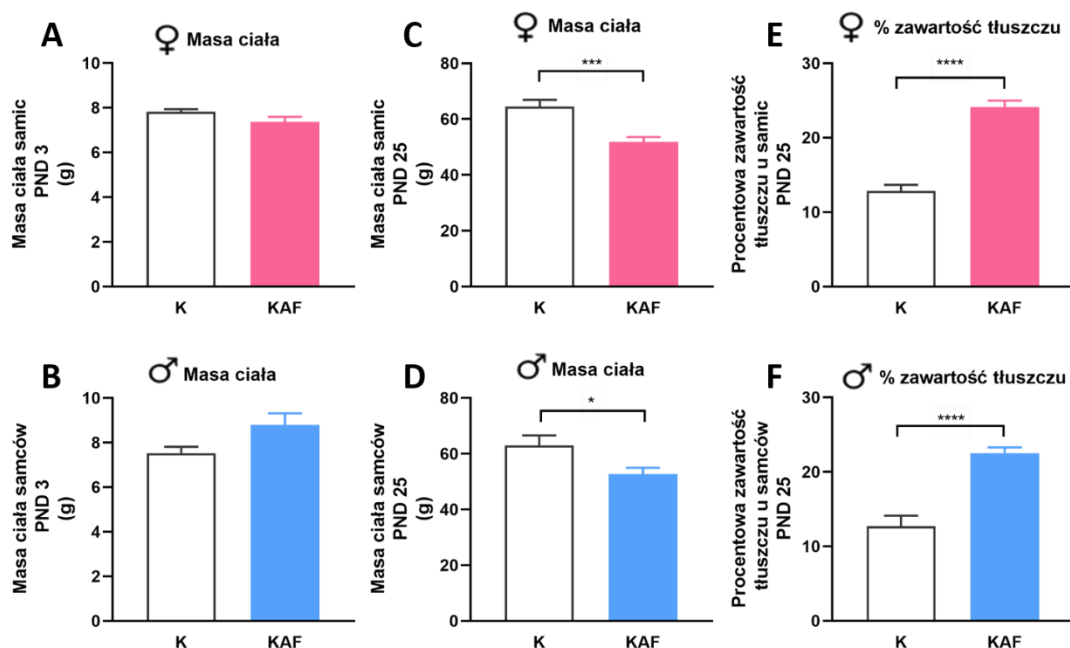 A
♀ Masa ciała
Masa ciała samic
PND 3
(g)
10
8
6
4
2
0
K
KAF
C
♀ Masa ciała
Masa ciała samic
PND 25
(g)
80
60
40
20
0
***
K
KAF
E
♀ % zawartość tłuszczu
Procentowa zawartość
tłuszczu u samic
PND 25
30
20
10
0
****
K
KAF
B
♂ Masa ciała
Masa ciała samców
PND 3
(g)
10
8
6
4
2
0
K
KAF
D
♂ Masa ciała
Masa ciała samców
PND 25
(g)
80
60
40
20
0
*
K
KAF
F
♂ % zawartość tłuszczu
Procentowa zawartość
tłuszczu u samców
PND 25
30
20
10
0
****
K
KAF